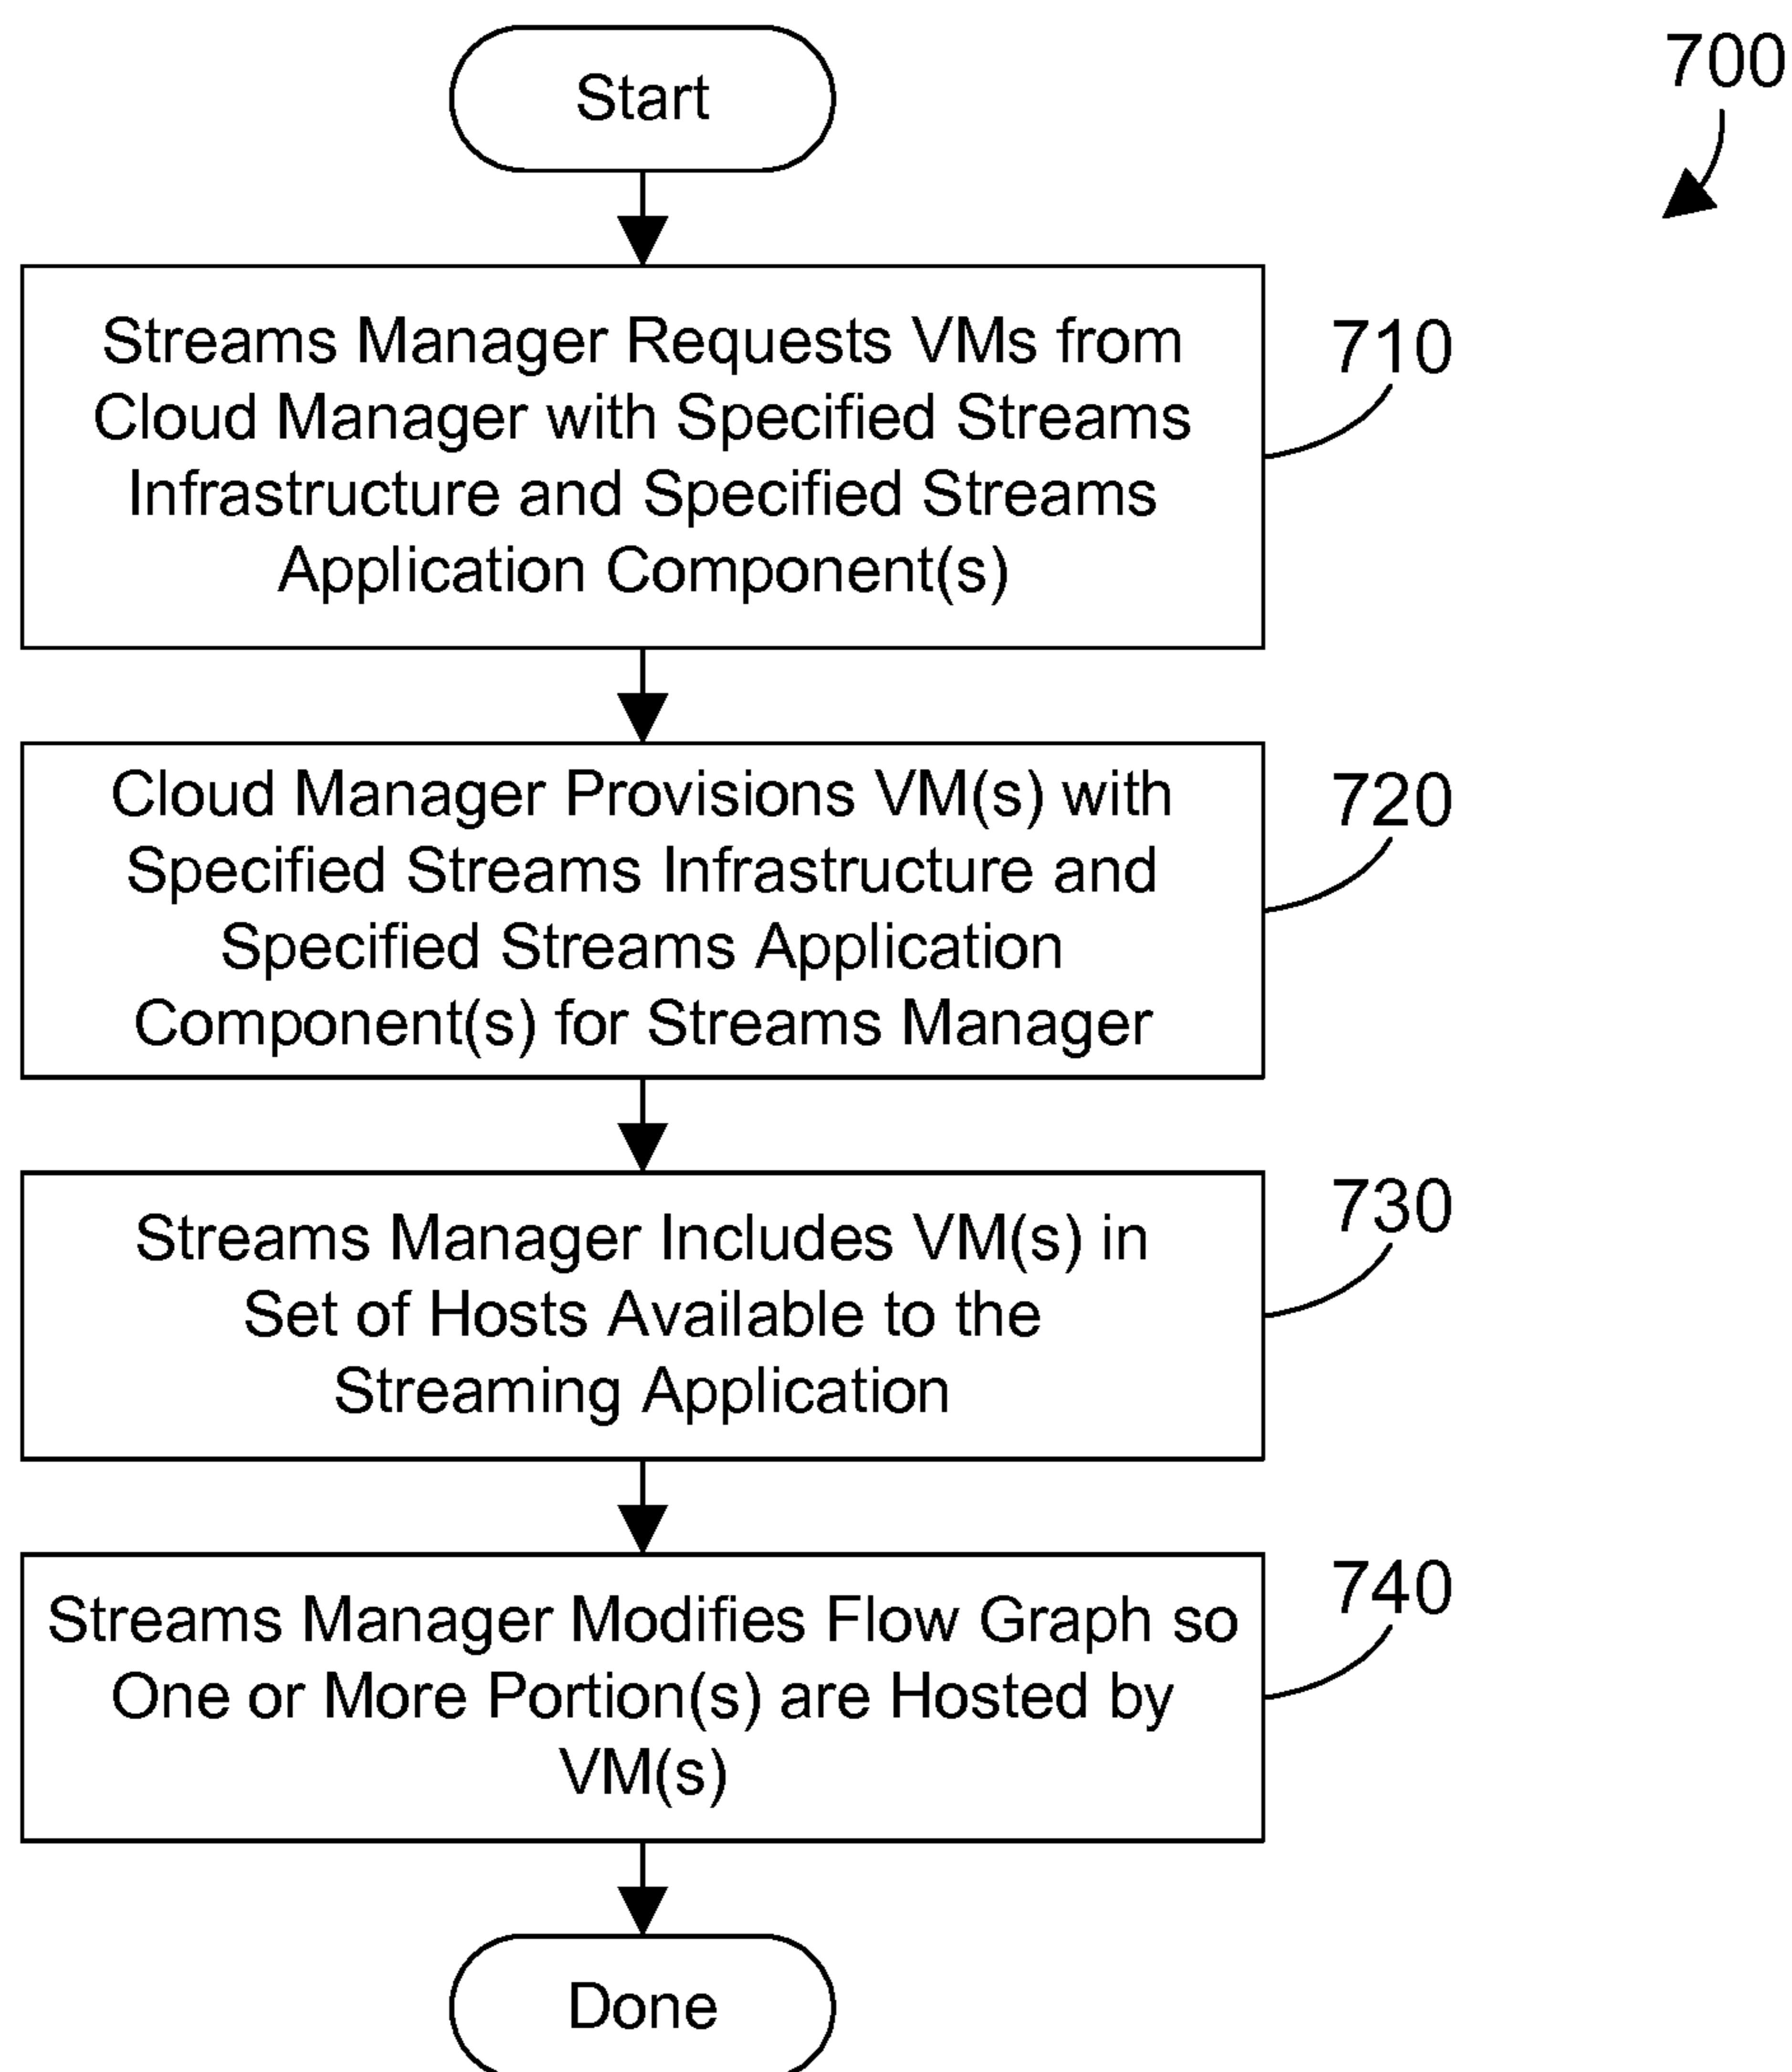 Start
700
Streams Manager Requests VMs from
Cloud Manager with Specified Streams
Infrastructure and Specified Streams
Application Component(s)
710
Cloud Manager Provisions VM(s) with
Specified Streams Infrastructure and
Specified Streams Application
Component(s) for Streams Manager
720
Streams Manager Includes VM(s) in
Set of Hosts Available to the
Streaming Application
730
Streams Manager Modifies Flow Graph so
One or More Portion(s) are Hosted by
VM(s)
740
Done